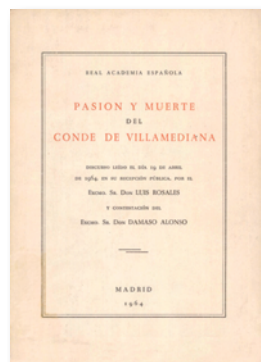 REAL ACADEMIA ESPAÑOLA
PASION Y MUERTE
DEL
CONDE DE VILLAMEDIANA
DISCURSO LEÍDO EL DÍA 19 DE ABRIL
DE 1964, EN SU RECEPCIÓN PÚBLICA, POR EL
EXCMO. SR. DON LUIS ROSALES
Y CONTESTACIÓN DEL
EXCMO. SR. DON DAMASO ALONSO
MADRID
1964